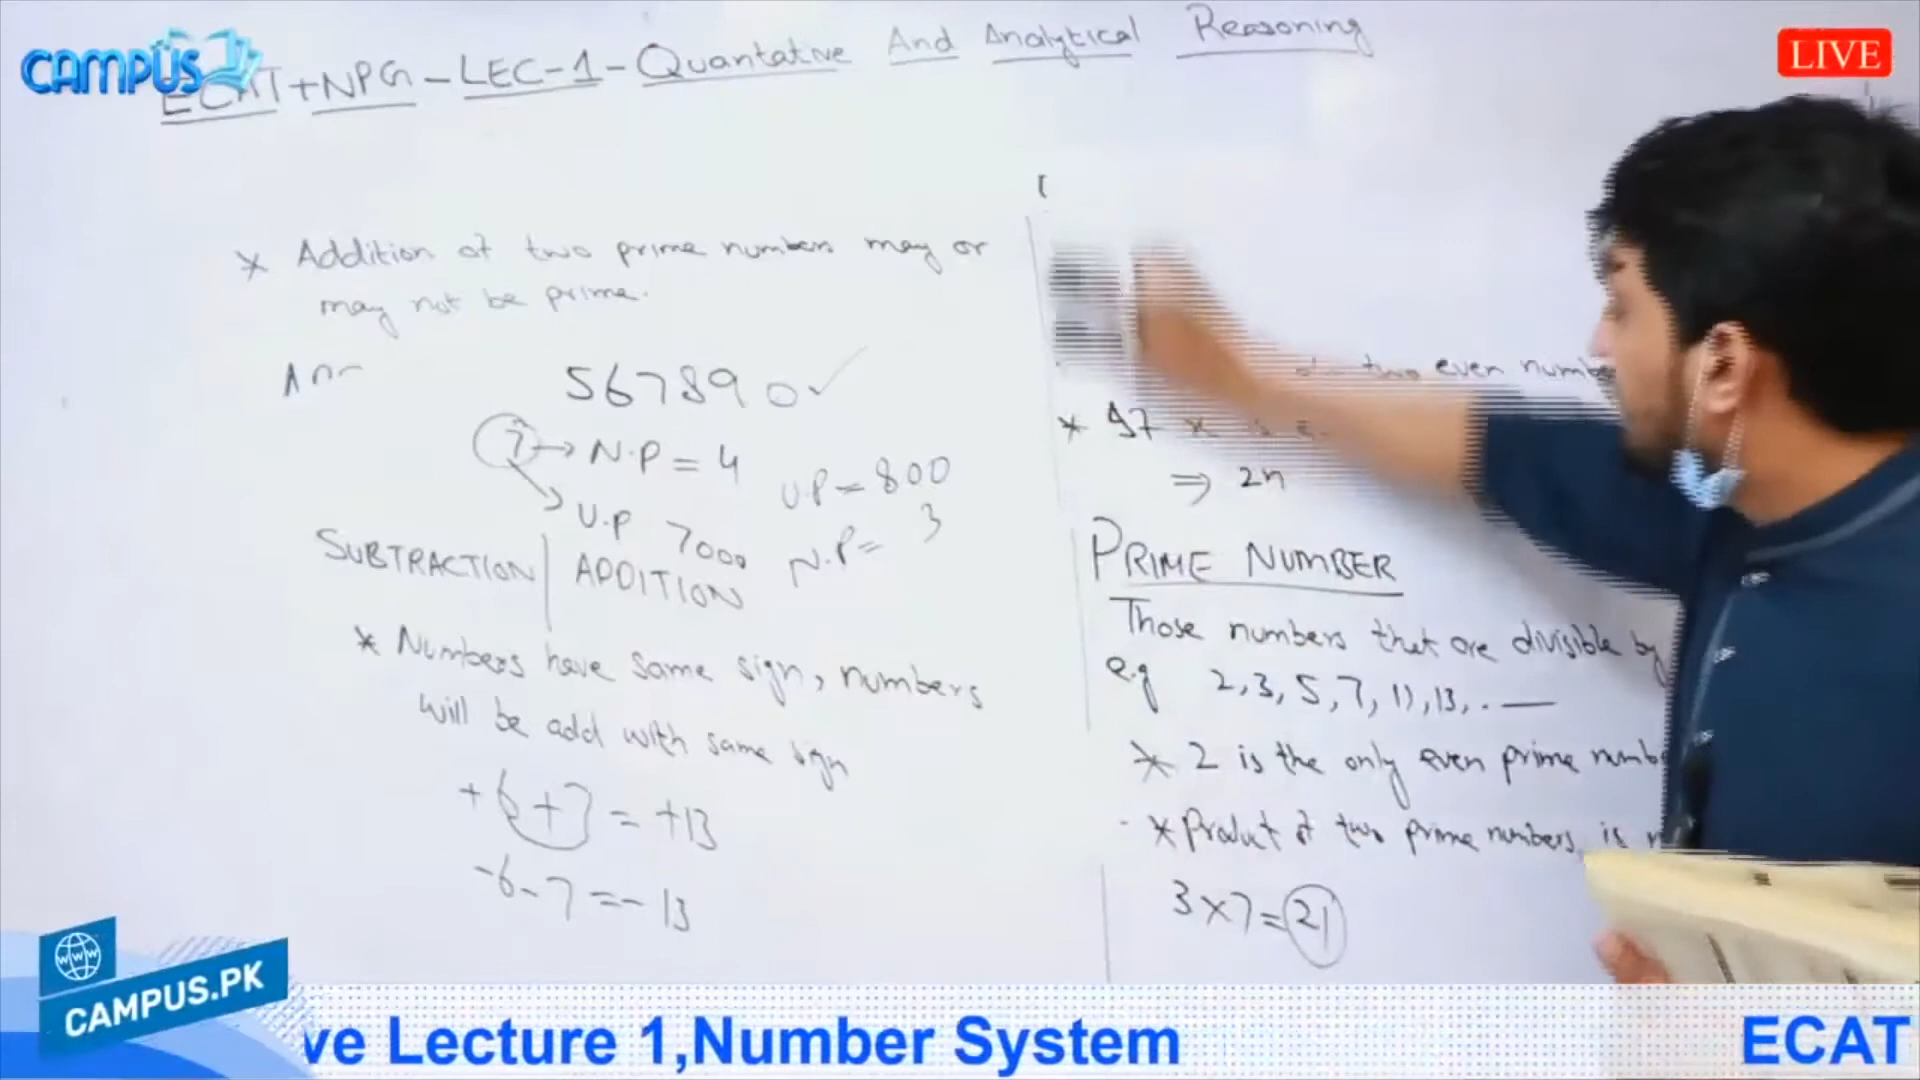 CAMPUS
LIVE
ECAT+NPG-LEC-1-Quantative And Analytical Reasoning
* Addition of two prime numbers may or
may not be prime.
567890 ✓
7 → N.P = 4
U.P 7000
U.P = 800
N.P = 3
SUBTRACTION | ADDITION
* Numbers have same sign, numbers
will be add with same sign
+6+7 = +13
-6-7 = -13
two even numbe
*
⇒ 2n
PRIME NUMBER
Those numbers that are divisible by
e.g 2, 3, 5, 7, 11, 13, . —
* 2 is the only even prime numbe
* Product of two prime numbers is
3×7=21
www
CAMPUS.PK
ve Lecture 1,Number System
ECAT